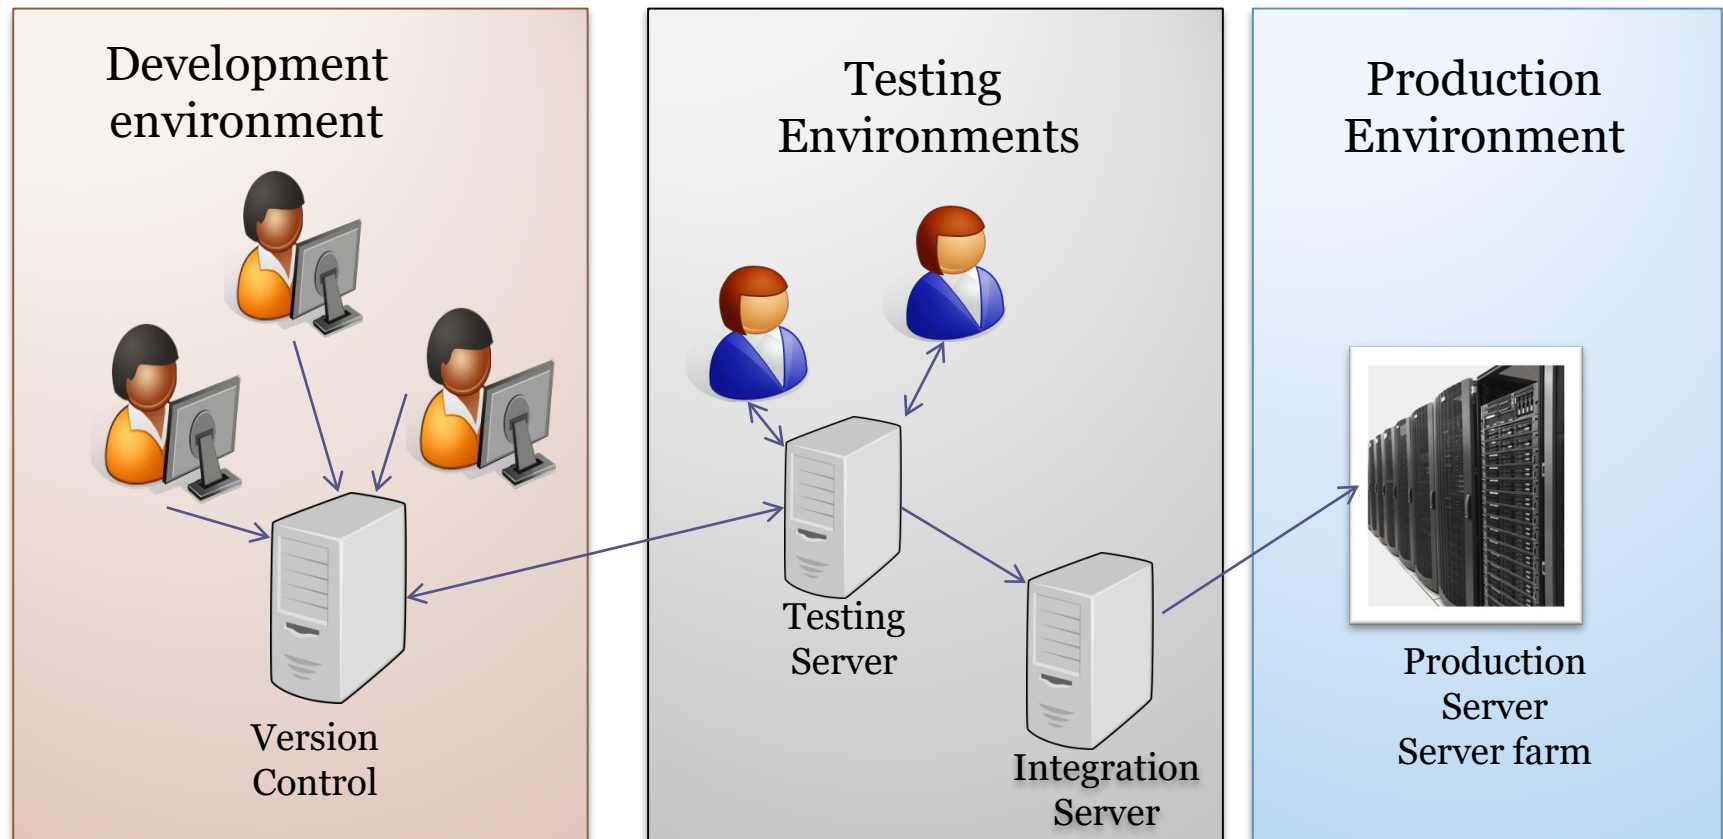 Development
environment
Version
Control
Testing
Environments
Testing
Server
Integration
Server
Production
Environment
Production
Server
Server farm